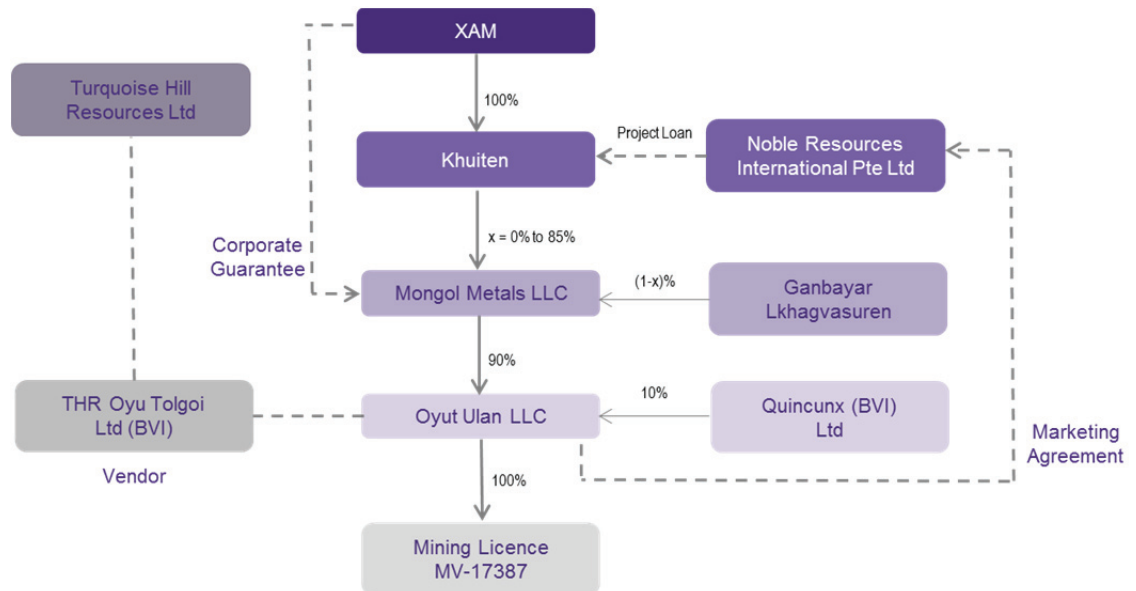 XAM
Turquoise Hill
Resources Ltd
100%
Khuiten
Project Loan
Noble Resources
International Pte Ltd
x = 0% to 85%
Corporate
Guarantee
Mongol Metals LLC
(1-x)%
Ganbayar
Lkhagvasuren
90%
THR Oyu Tolgoi
Ltd (BVI)
Oyut Ulan LLC
10%
Quincunx (BVI)
Ltd
Marketing
Agreement
Vendor
100%
Mining Licence
MV-17387